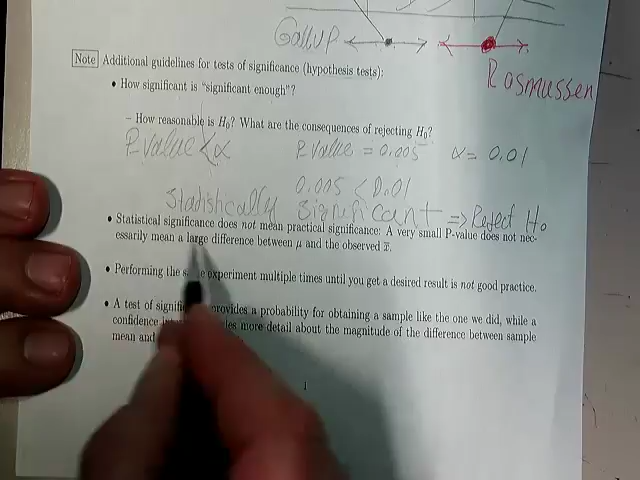 Gallup
Rasmussen
Note Additional guidelines for tests of significance (hypothesis tests):
• How significant is “significant enough”?
– How reasonable is H₀? What are the consequences of rejecting H₀?
P value < α P value = 0.005 α = 0.01
0.005 < 0.01
Statistically significant => Reject H₀
• Statistical significance does not mean practical significance: A very small P-value does not nec-
essarily mean a large difference between μ and the observed x̅.
• Performing the experiment multiple times until you get a desired result is not good practice.
• A test of provides a probability for obtaining a sample like the one we did, while a
confidence more detail about the magnitude of the difference between sample
mean and
1